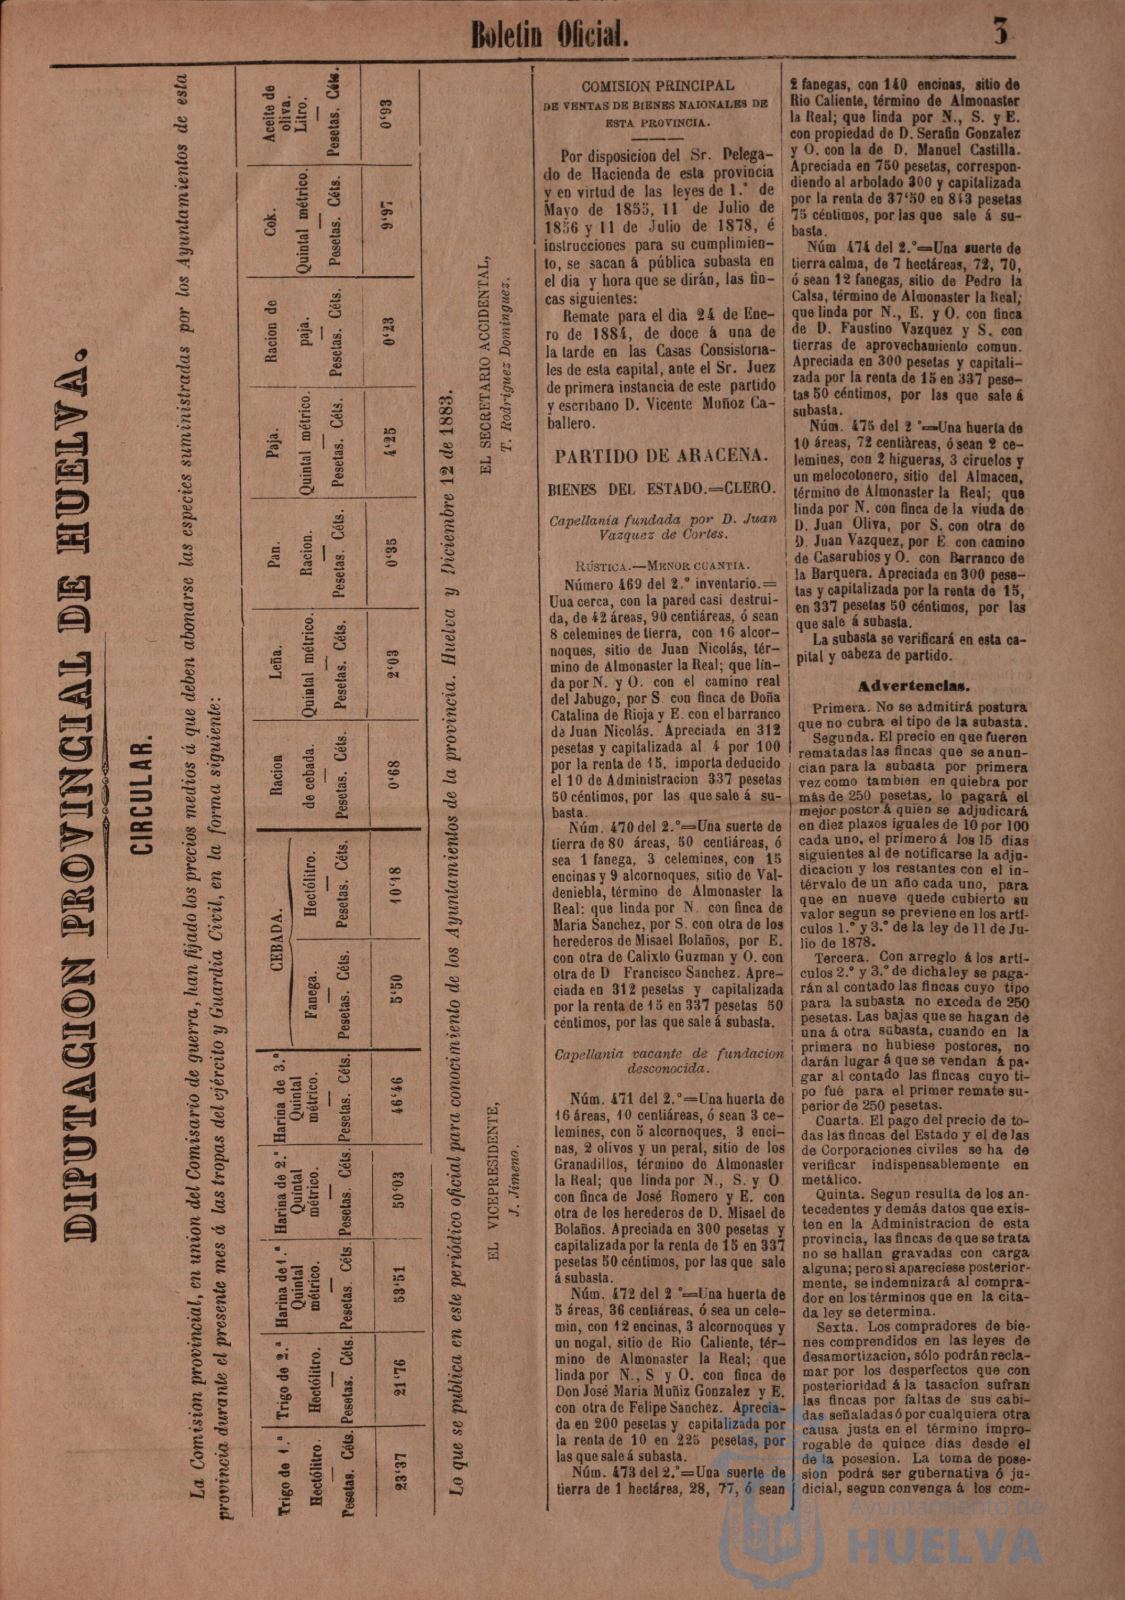 Boletin Oficial.
3
DIPUTACION PROVINCIAL DE HUELVA.
CIRCULAR.
La Comision provincial, en union del Comisario de guerra, han fijado los precios medios á que deben abonarse las especies suministradas por los Ayuntamientos de esta
provincia durante el presente mes á las tropas del ejército y Guardia Civil, en la forma siguiente:
Trigo de 1.ª
Hectólitro.
Pesetas. Céts.
23'37
Trigo de 2.ª
Hectólitro.
Pesetas. Céts.
21'76
Harina de 1.ª
Quintal
métrico.
Pesetas. Céts
53'51
Harina de 2.ª
Quintal
métrico.
Pesetas. Céts.
50'03
Harina de 3.ª
Quintal
métrico.
Pesetas. Céts.
46'46
CEBADA.
Fanega.
Pesetas. Céts.
5'50
Hectólitro.
Pesetas. Céts.
10'18
Racion
de cebada.
Pesetas. Céts.
0'68
Leña.
Quintal métrico.
Pesetas. Céts.
2'03
Pan.
Racion.
Pesetas. Céts.
0'35
Paja.
Quintal métrico.
Pesetas. Céts.
4'25
Racion de
paja.
Pesetas. Céts.
0'23
Cok.
Quintal métrico.
Pesetas. Céts.
9'97
Aceite de
oliva.
Litro.
Pesetas. Céts.
0'93
Lo que se publica en este periódico oficial para conocimiento de los Ayuntamientos de la provincia. Huelva y Diciembre 12 de 1883.
EL VICEPRESIDENTE,
J. Jimeno.
EL SECRETARIO ACCIDENTAL,
T. Rodriguez Dominguez.
COMISION PRINCIPAL
DE VENTAS DE BIENES NAIONALES DE
ESTA PROVINCIA.
Por disposicion del Sr. Delega-
do de Hacienda de esta provincia
y en virtud de las leyes de 1.° de
Mayo de 1855, 11 de Julio de
1856 y 11 de Julio de 1878, é
instrucciones para su cumplimien-
to, se sacan á pública subasta en
el dia y hora que se dirán, las fin-
cas siguientes:
Remate para el dia 24 de Ene-
ro de 1884, de doce á una de
la tarde en las Casas Consistoria-
les de esta capital, ante el Sr. Juez
de primera instancia de este partido
y escribano D. Vicente Muñoz Ca-
ballero.
PARTIDO DE ARACENA.
BIENES DEL ESTADO.=CLERO.
Capellanía fundada por D. Juan
Vazquez de Cortes.
RÚSTICA.—MENOR CUANTÍA.
Número 469 del 2.° inventario.=
Uua cerca, con la pared casi destrui-
da, de 42 áreas, 90 centiáreas, ó sean
8 celemines de tierra, con 16 alcor-
noques, sitio de Juan Nicolás, tér-
mino de Almonaster la Real; que lin-
da por N. y O. con el camino real
del Jabugo, por S. con finca de Doña
Catalina de Rioja y E. con el barranco
de Juan Nicolás. Apreciada en 312
pesetas y capitalizada al 4 por 100
por la renta de 15, importa deducido
el 10 de Administracion 337 pesetas
50 céntimos, por las que sale á su-
basta.
Núm. 470 del 2.°=Una suerte de
tierra de 80 áreas, 50 centiáreas, ó
sea 1 fanega, 3 celemines, con 15
encinas y 9 alcornoques, sitio de Val-
deniebla, término de Almonaster la
Real: que linda por N. con finca de
Maria Sanchez, por S. con otra de los
herederos de Misael Bolaños, por E.
con otra de Calixto Guzman y O. con
otra de D Francisco Sanchez. Apre-
ciada en 312 pesetas y capitalizada
por la renta de 15 en 337 pesetas 50
céntimos, por las que sale á subasta.
Capellania vacante de fundacion
desconocida.
Núm. 471 del 2.°=Una huerta de
16 áreas, 10 centiáreas, ó sean 3 ce-
lemines, con 5 alcornoques, 3 enci-
nas, 2 olivos y un peral, sitio de los
Granadillos, término de Almonaster
la Real; que linda por N., S. y O
con finca de José Romero y E. con
otra de los herederos de D. Misael de
Bolaños. Apreciada en 300 pesetas y
capitalizada por la renta de 15 en 337
pesetas 50 céntimos, por las que sale
á subasta.
Núm. 472 del 2 °=Una huerta de
5 áreas, 36 centiáreas, ó sea un cele-
min, con 12 encinas, 3 alcornoques y
un nogal, sitio de Rio Caliente, tér-
mino de Almonaster la Real; que
linda por N., S y O. con finca de
Don José Maria Muñiz Gonzalez y E.
con otra de Felipe Sanchez. Aprecia-
da en 200 pesetas y capitalizada por
la renta de 10 en 225 pesetas, por
las que sale á subasta.
Núm. 473 del 2.°=Una suerte de
tierra de 1 hectárea, 28, 77, ó sean
2 fanegas, con 140 encinas, sitio de
Rio Caliente, término de Almonaster
la Real; que linda por N., S. y E.
con propiedad de D. Serafin Gonzalez
y O. con la de D. Manuel Castilla.
Apreciada en 750 pesetas, correspon-
diendo al arbolado 300 y capitalizada
por la renta de 37'50 en 843 pesetas
75 céntimos, por las que sale á su-
basta.
Núm 474 del 2.°=Una suerte de
tierra calma, de 7 hectáreas, 72, 70,
ó sean 12 fanegas, sitio de Pedro la
Calsa, término de Almonaster la Real;
que linda por N., E. y O. con finca
de D. Faustino Vazquez y S. con
tierras de aprovechamiento comun.
Apreciada en 300 pesetas y capitali-
zada por la renta de 15 en 337 pese-
tas 50 céntimos, por las que sale á
subasta.
Núm. 475 del 2 °=Una huerta de
10 áreas, 72 centiàreas, ó sean 2 ce-
lemines, con 2 higueras, 3 ciruelos y
un melocotonero, sitio del Almacen,
término de Almonaster la Real; que
linda por N. con finca de la viuda de
D. Juan Oliva, por S. con otra de
D. Juan Vazquez, por E. con camino
de Casarubios y O. con Barranco de
la Barquera. Apreciada en 300 pese-
tas y capitalizada por la renta de 15,
en 337 pesetas 50 céntimos, por las
que sale á subasta.
La subasta se verificará en esta ca-
pital y cabeza de partido.
Advertencias.
Primera. No se admitirá postura
que no cubra el tipo de la subasta.
Segunda. El precio en que fueren
rematadas las fincas que se anun-
cian para la subasta por primera
vez como tambien en quiebra por
más de 250 pesetas, lo pagará el
mejor postor á quien se adjudicará
en diez plazos iguales de 10 por 100
cada uno, el primero á los 15 dias
siguientes al de notificarse la adju-
dicacion y los restantes con el in-
térvalo de un año cada uno, para
que en nueve quede cubierto su
valor segun se previene en los artí-
culos 1.° y 3.° de la ley de 11 de Ju-
lio de 1878.
Tercera. Con arreglo á los artí-
culos 2.° y 3.° de dicha ley se paga-
rán al contado las fincas cuyo tipo
para la subasta no exceda de 250
pesetas. Las bajas que se hagan de
una á otra subasta, cuando en la
primera no hubiese postores, no
darán lugar á que se vendan á pa-
gar al contado las fincas cuyo ti-
po fué para el primer remate su-
perior de 250 pesetas.
Cuarta. El pago del precio de to-
das las fincas del Estado y el de las
de Corporaciones civiles se ha de
verificar indispensablemente en
metálico.
Quinta. Segun resulta de los an-
tecedentes y demás datos que exis-
ten en la Administracion de esta
provincia, las fincas de que se trata
no se hallan gravadas con carga
alguna; pero si apareciese posterior-
mente, se indemnizará al compra-
dor en los términos que en la cita-
da ley se determina.
Sexta. Los compradores de bie-
nes comprendidos en las leyes de
desamortizacion, sólo podrán recla-
mar por los desperfectos que con
posterioridad á la tasacion sufran
las fincas por faltas de sus cabi-
das señaladas ó por cualquiera otra
causa justa en el término impro-
rogable de quince dias desde el
de la posesion. La toma de pose-
sion podrá ser gubernativa ó ju-
dicial, segun convenga á los com-
Ayuntamiento de
HUELVA